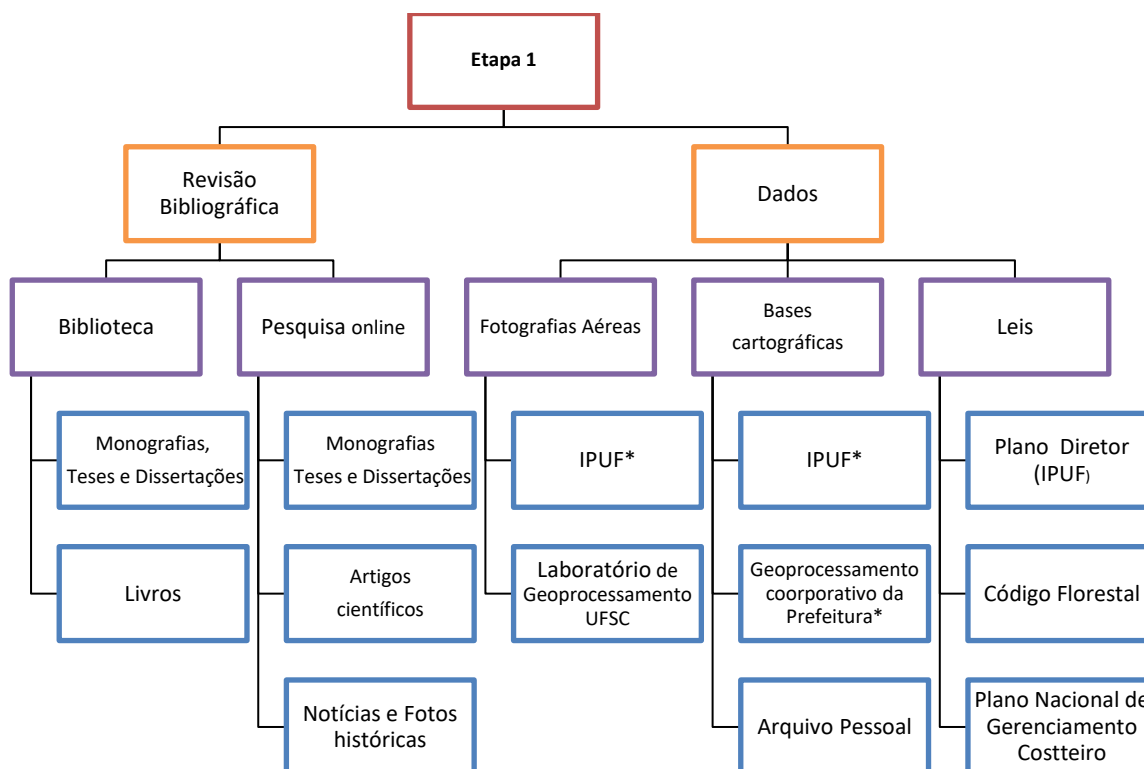 Etapa 1
Revisão
Bibliográfica
Dados
Biblioteca
Pesquisa online
Fotografias Aéreas
Bases
cartográficas
Leis
Monografias,
Teses e Dissertações
Monografias
Teses e Dissertações
IPUF*
IPUF*
Plano Diretor
(IPUF)
Livros
Artigos
científicos
Laboratório de
Geoprocessamento
UFSC
Geoprocessamento
coorporativo da
Prefeitura*
Código Florestal
Notícias e Fotos
históricas
Arquivo Pessoal
Plano Nacional de
Gerenciamento
Costteiro